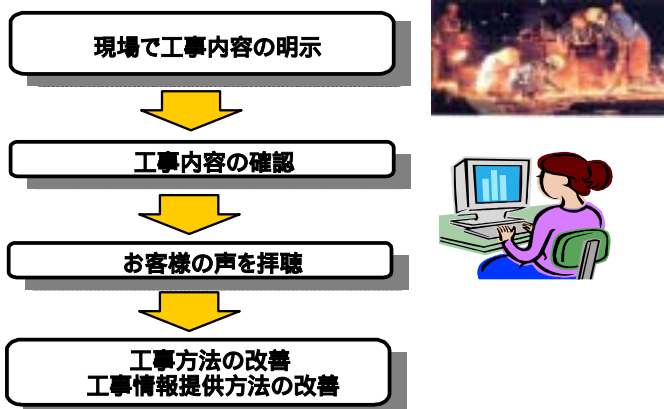 現場で工事内容の明示
工事内容の確認
お客様の声を拝聴
工事方法の改善
工事情報提供方法の改善